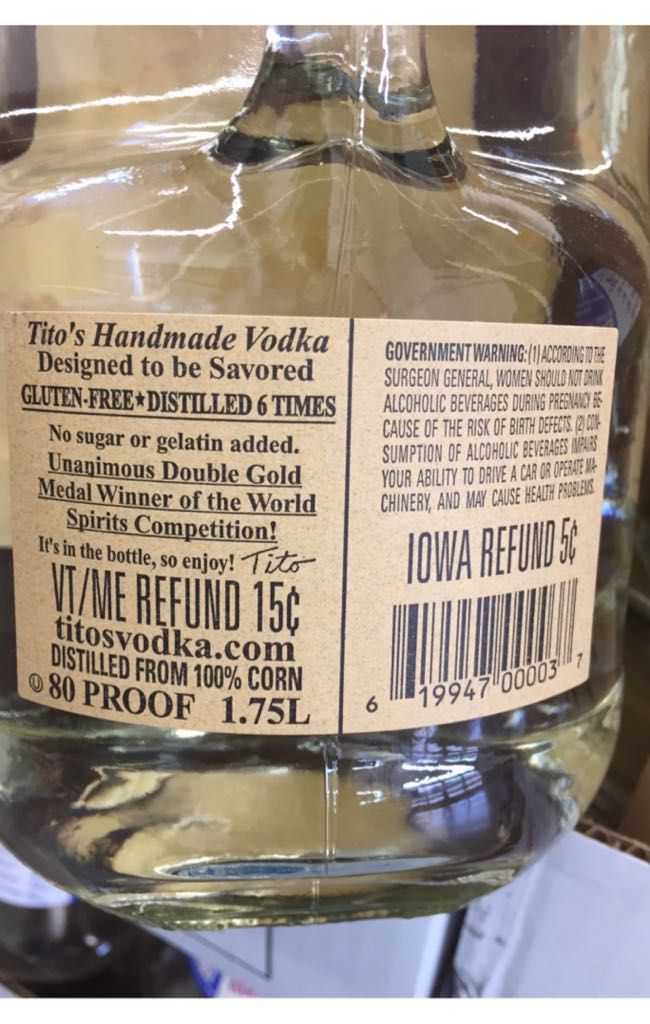 Tito's Handmade Vodka
Designed to be Savored
GLUTEN-FREE★DISTILLED 6 TIMES
No sugar or gelatin added.
Unanimous Double Gold
Medal Winner of the World
Spirits Competition!
It's in the bottle, so enjoy! Tito
VT/ME REFUND 15¢
titosvodka.com
DISTILLED FROM 100% CORN
Ⓤ 80 PROOF 1.75L
GOVERNMENT WARNING: (1) ACCORDING TO THE
SURGEON GENERAL, WOMEN SHOULD NOT DRINK
ALCOHOLIC BEVERAGES DURING PREGNANCY BE-
CAUSE OF THE RISK OF BIRTH DEFECTS. (2) CON-
SUMPTION OF ALCOHOLIC BEVERAGES IMPAIRS
YOUR ABILITY TO DRIVE A CAR OR OPERATE MA-
CHINERY, AND MAY CAUSE HEALTH PROBLEMS.
IOWA REFUND 5¢
6 19947 00003 7